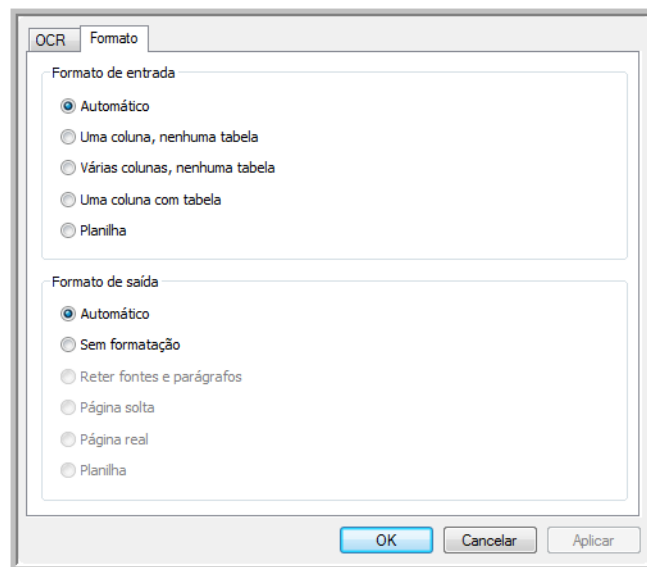 OCR
Formato
Formato de entrada
Automático
Uma coluna, nenhuma tabela
Várias colunas, nenhuma tabela
Uma coluna com tabela
Planilha
Formato de saída
Automático
Sem formatação
Reter fontes e parágrafos
Página solta
Página real
Planilha
OK
Cancelar
Aplicar